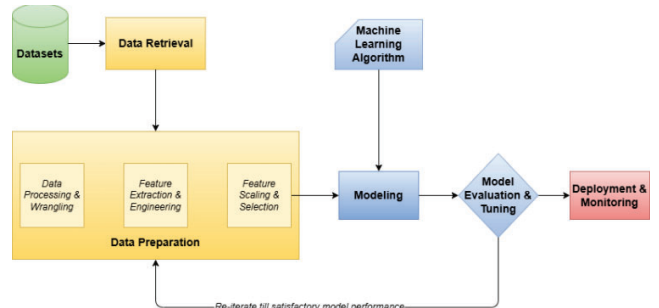 Datasets
Data Retrieval
Machine
Learning
Algorithm
Data
Processing &
Wrangling
Feature
Extraction &
Engineering
Feature
Scaling &
Selection
Data Preparation
Modeling
Model
Evaluation
& Tuning
Deployment &
Monitoring
Re-iterate till satisfactory model performance